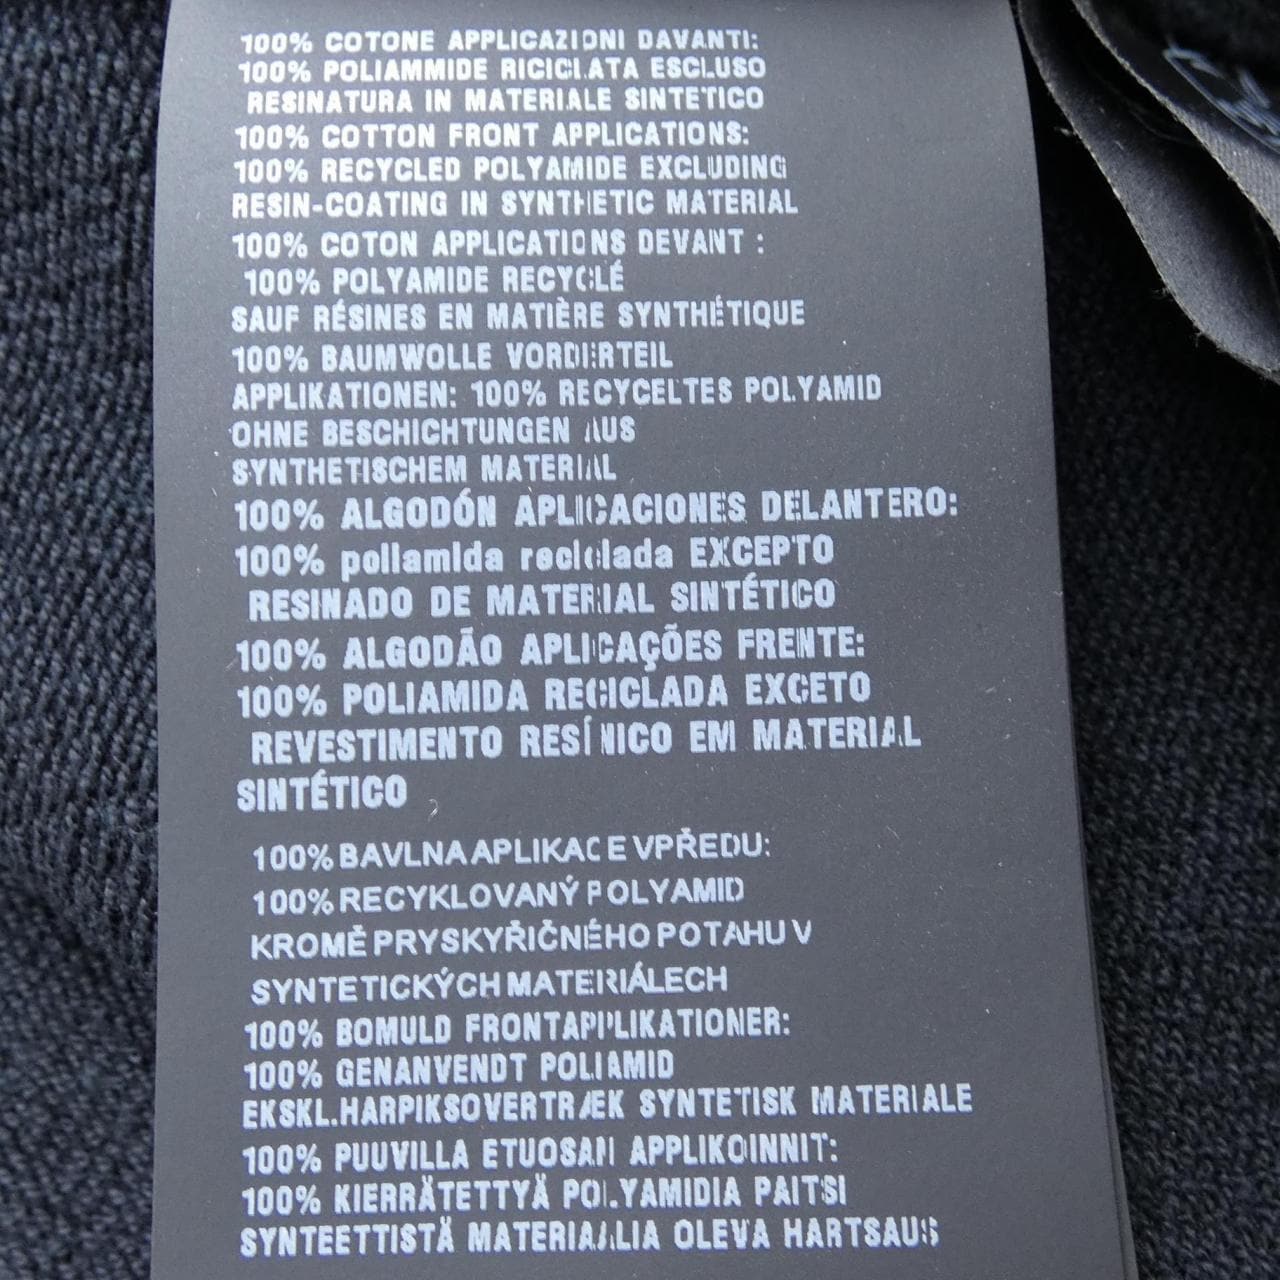 100% COTONE APPLICAZIONI DAVANTI:
100% POLIAMMIDE RICICLATA ESCLUSO
RESINATURA IN MATERIALE SINTETICO
100% COTTON FRONT APPLICATIONS:
100% RECYCLED POLYAMIDE EXCLUDING
RESIN-COATING IN SYNTHETIC MATERIAL
100% COTON APPLICATIONS DEVANT :
100% POLYAMIDE RECYCLÉ
SAUF RÉSINES EN MATIÈRE SYNTHÉTIQUE
100% BAUMWOLLE VORDERTEIL
APPLIKATIONEN: 100% RECYCELTES POLYAMID
OHNE BESCHICHTUNGEN AUS
SYNTHETISCHEM MATERIAL
100% ALGODÓN APLICACIONES DELANTERO:
100% poliamida reciclada EXCEPTO
RESINADO DE MATERIAL SINTÉTICO
100% ALGODÃO APLICAÇÕES FRENTE:
100% POLIAMIDA RECICLADA EXCETO
REVESTIMENTO RESÍNICO EM MATERIAL
SINTÉTICO
100% BAVLNA APLIKACE VPŘEDU:
100% RECYKLOVANÝ POLYAMID
KROMĚ PRYSKYŘIČNÉHO POTAHU V
SYNTETICKÝCH MATERIÁLECH
100% BOMULD FRONTAPPLIKATIONER:
100% GENANVENDT POLIAMID
EKSKL.HARPIKSOVERTRÆK SYNTETISK MATERIALE
100% PUUVILLA ETUOSAN APPLIKOINNIT:
100% KIERRÄTETTYÄ POLYAMIDIA PAITSI
SYNTEETTISTÄ MATERIAALIA OLEVA HARTSAUS